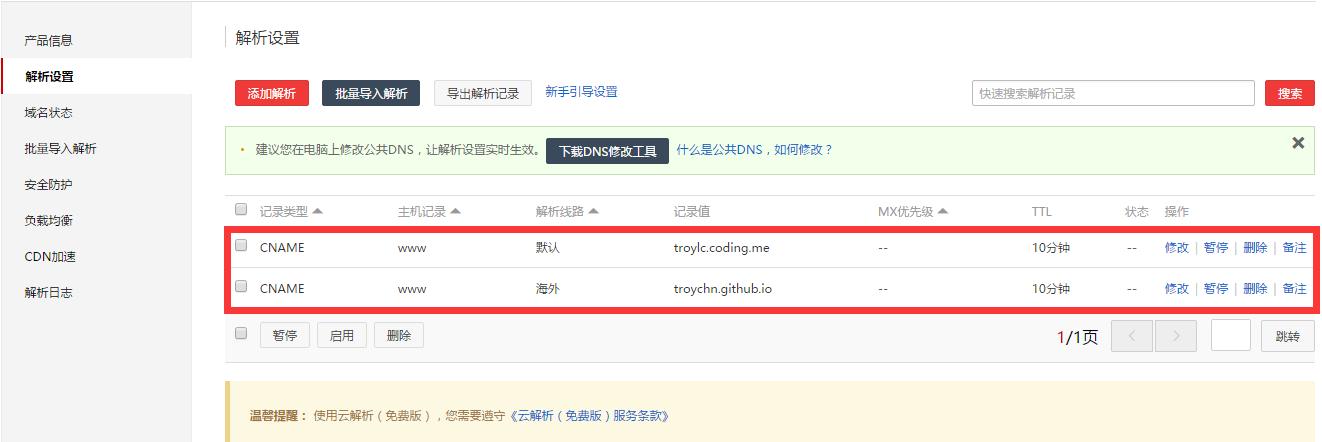 产品信息
解析设置
域名状态
批量导入解析
安全防护
负载均衡
CDN加速
解析日志
解析设置
添加解析 批量导入解析 导出解析记录 新手引导设置 快速搜索解析记录 搜索
建议您在电脑上修改公共DNS，让解析设置实时生效。 下载DNS修改工具 什么是公共DNS，如何修改？
记录类型 主机记录 解析线路 记录值 MX优先级 TTL 状态 操作
CNAME www 默认 troylc.coding.me -- 10分钟 -- 修改 | 暂停 | 删除 | 备注
CNAME www 海外 troychn.github.io -- 10分钟 -- 修改 | 暂停 | 删除 | 备注
暂停 启用 删除 1/1页 跳转
温馨提醒： 使用云解析（免费版），您需要遵守《云解析（免费版）服务条款》